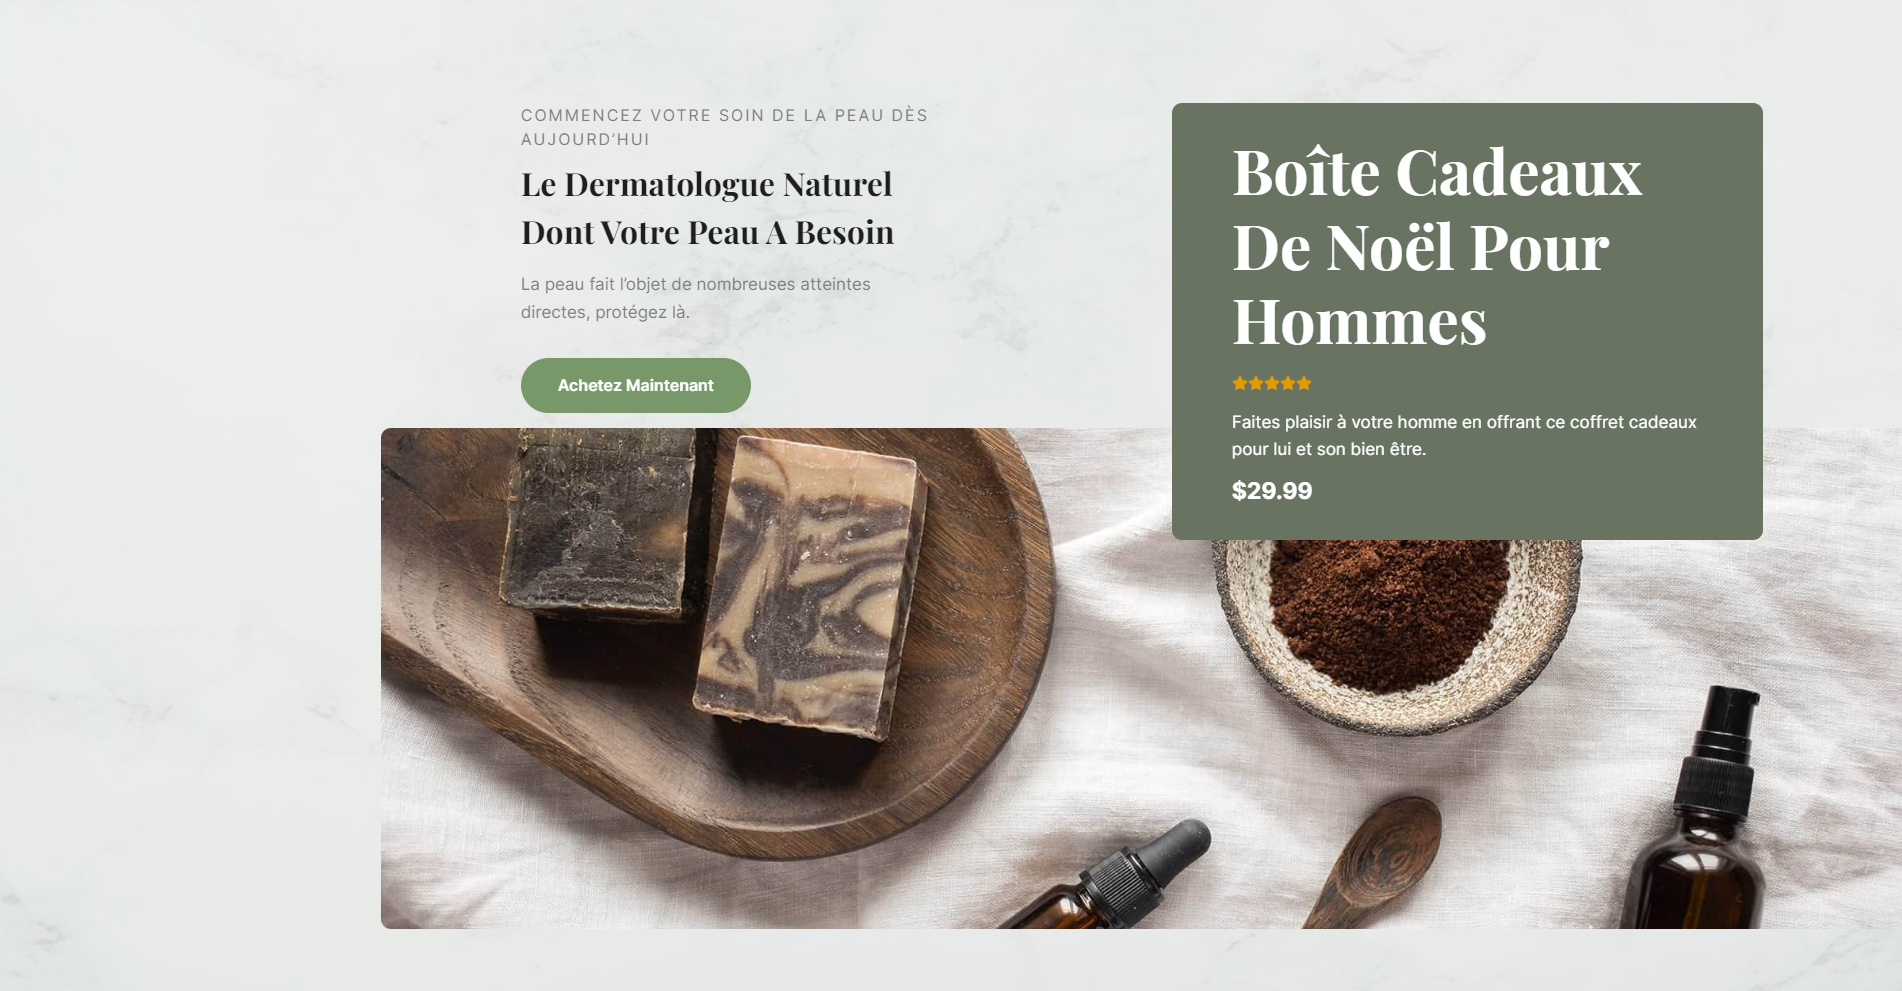 COMMENCEZ VOTRE SOIN DE LA PEAU DÈS
AUJOURD’HUI
Le Dermatologue Naturel
Dont Votre Peau A Besoin
La peau fait l’objet de nombreuses atteintes
directes, protégez là.
Achetez Maintenant
Boîte Cadeaux
De Noël Pour
Hommes
Faites plaisir à votre homme en offrant ce coffret cadeaux
pour lui et son bien être.
$29.99